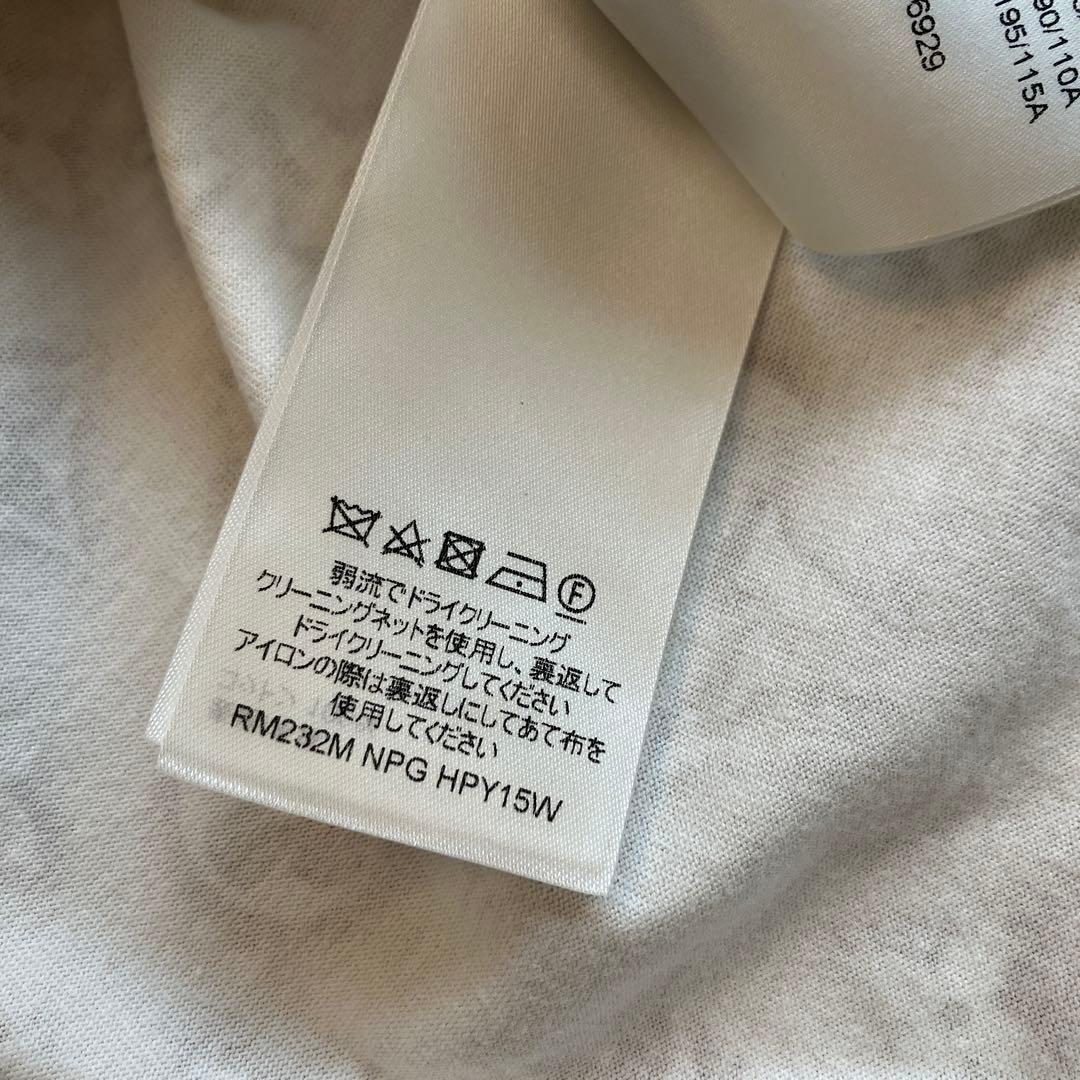 6929
90/110A
195/115A
F
弱流でドライクリーニング
クリーニングネットを使用し、裏返して
ドライクリーニングしてください
アイロンの際は裏返しにしてあて布を
使用してください
RM232M NPG HPY15W